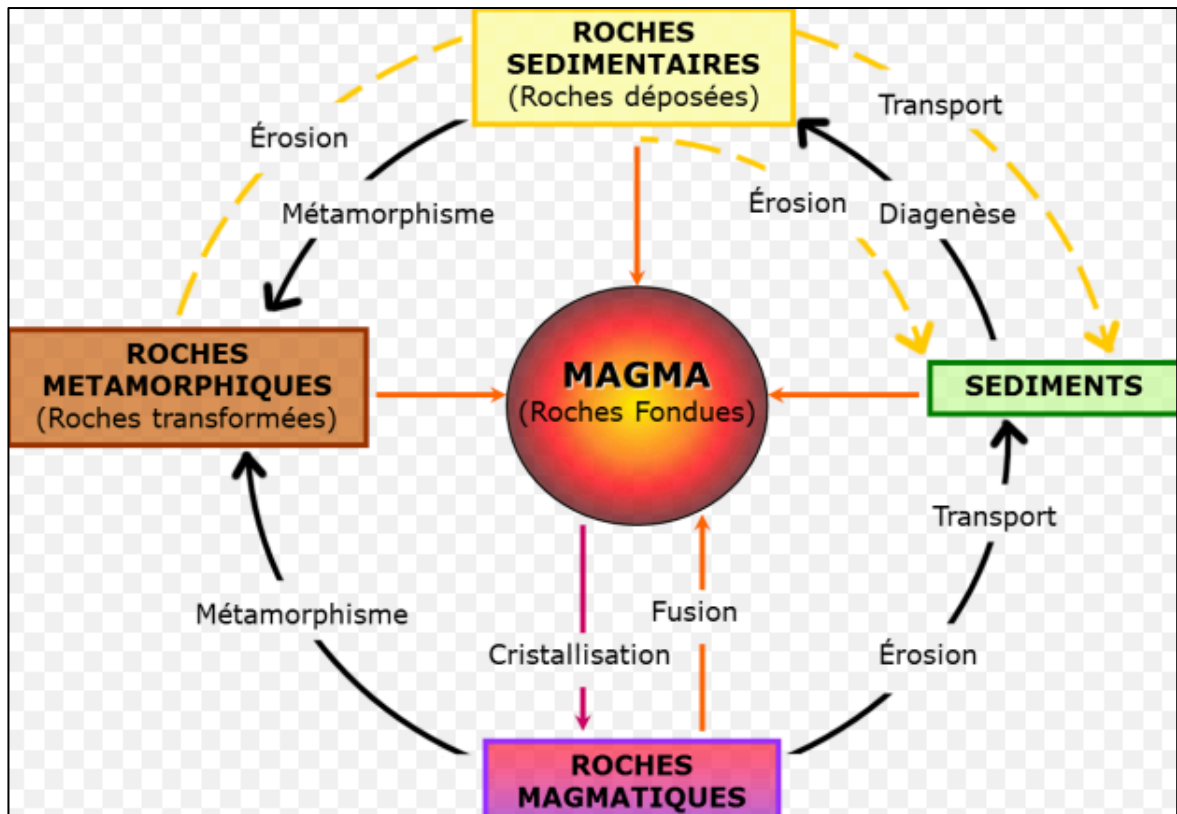 ROCHES
SEDIMENTAIRES
(Roches déposées)
Transport
Érosion
Érosion
Métamorphisme
Diagenèse
ROCHES
METAMORPHIQUES
(Roches transformées)
MAGMA
(Roches Fondues)
SEDIMENTS
Transport
Métamorphisme
Fusion
Cristallisation
Érosion
ROCHES
MAGMATIQUES